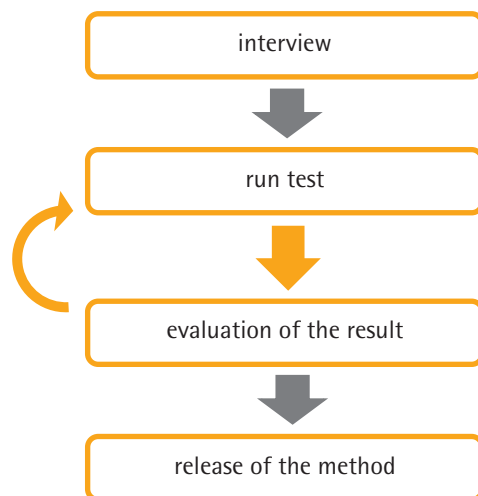 interview
run test
evaluation of the result
release of the method